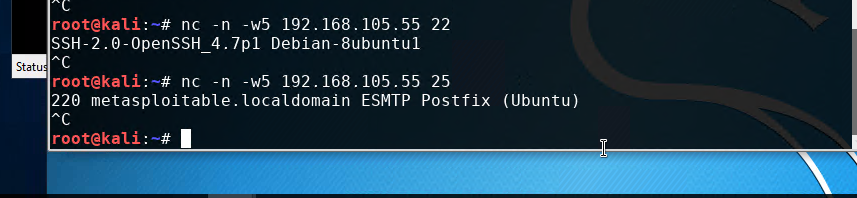 ^C
root@kali:~# nc -n -w5 192.168.105.55 22
SSH-2.0-OpenSSH_4.7p1 Debian-8ubuntu1
^C
Status
root@kali:~# nc -n -w5 192.168.105.55 25
220 metasploitable.localdomain ESMTP Postfix (Ubuntu)
^C
root@kali:~#